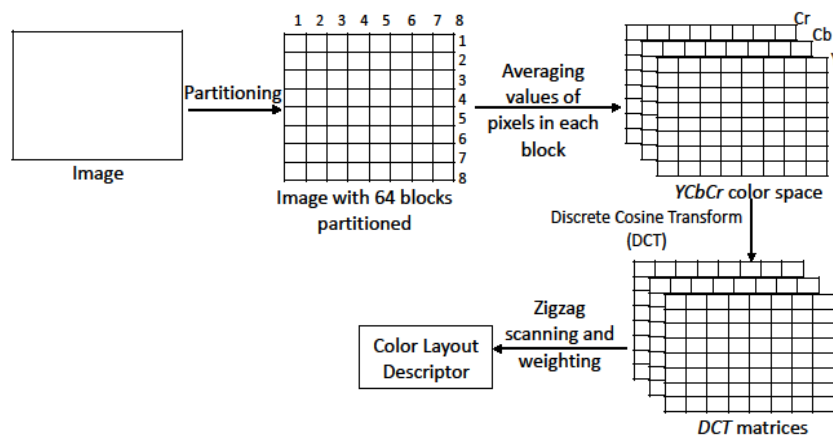 1 2 3 4 5 6 7 8
1
2
3
4
5
6
7
8
Partitioning
Image
Image with 64 blocks
partitioned
Averaging
values of
pixels in each
block
Cr
Cb
YCbCr color space
Discrete Cosine Transform
(DCT)
DCT matrices
Zigzag
scanning and
weighting
Color Layout
Descriptor